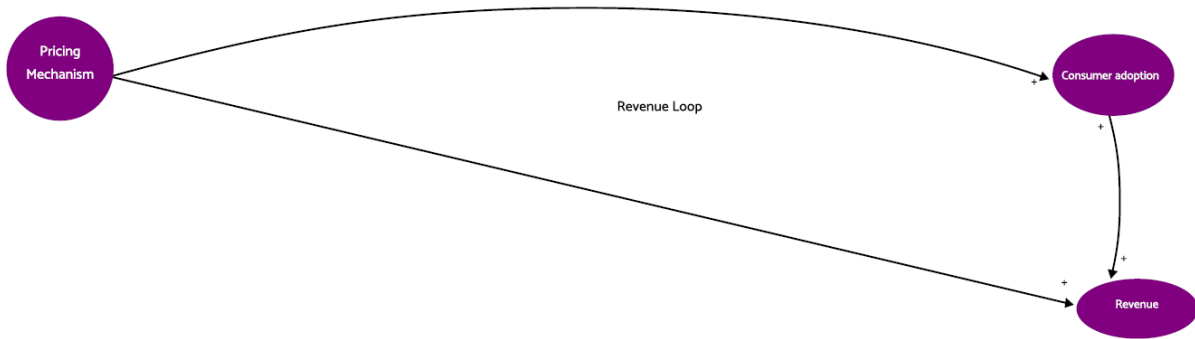 Pricing
Mechanism
Consumer adoption
+
+
Revenue Loop
+
+
Revenue